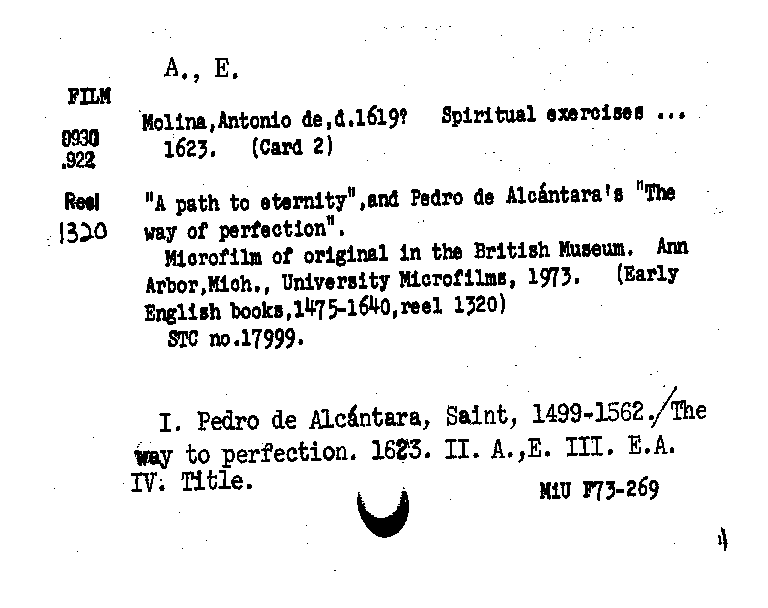 A., E.
FILM
Molina,Antonio de,d.1619? Spiritual exercises ...
0930
.922
1623. (Card 2)
Reel
1320
"A path to eternity",and Pedro de Alcántara's "The
way of perfection".
Microfilm of original in the British Museum. Ann
Arbor,Mich., University Microfilms, 1973. (Early
English books,1475-1640,reel 1320)
STC no.17999.
I. Pedro de Alcántara, Saint, 1499-1562./The
way to perfection. 1623. II. A.,E. III. E.A.
IV. Title.
MiU F73-269